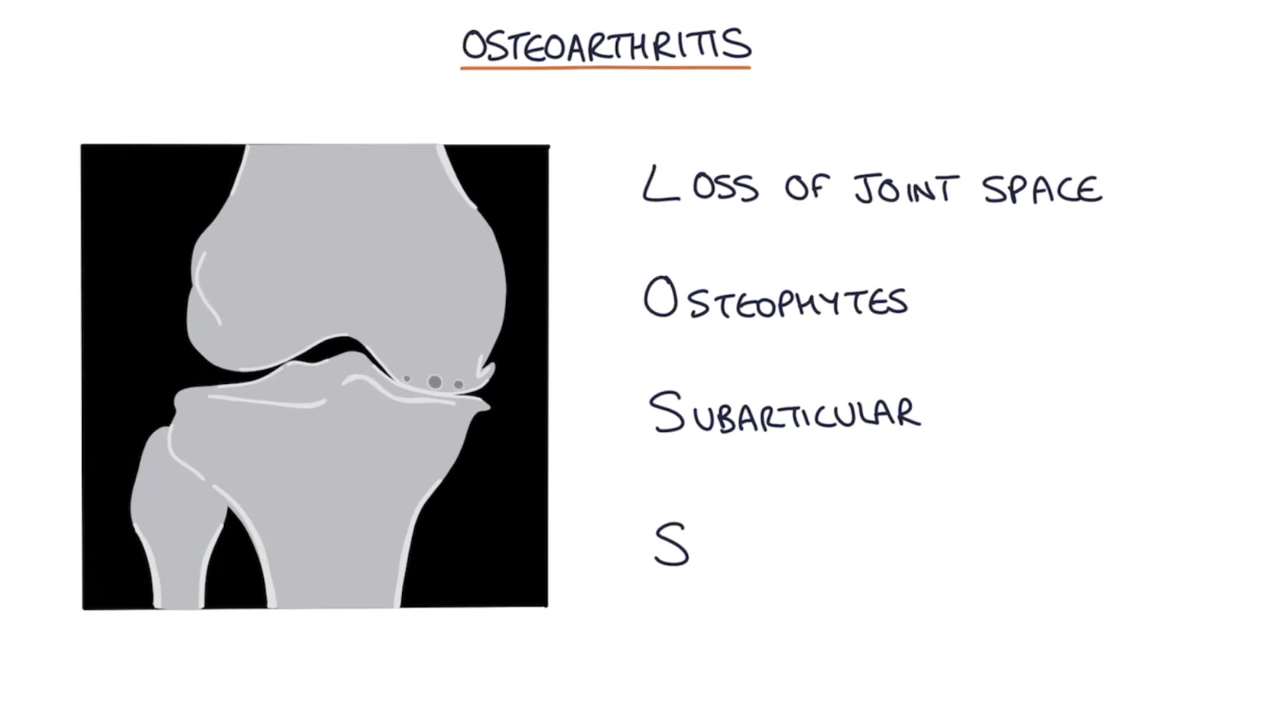 OSTEOARTHRITIS
LOSS OF JOINT SPACE
OSTEOPHYTES
SUBARTICULAR
S